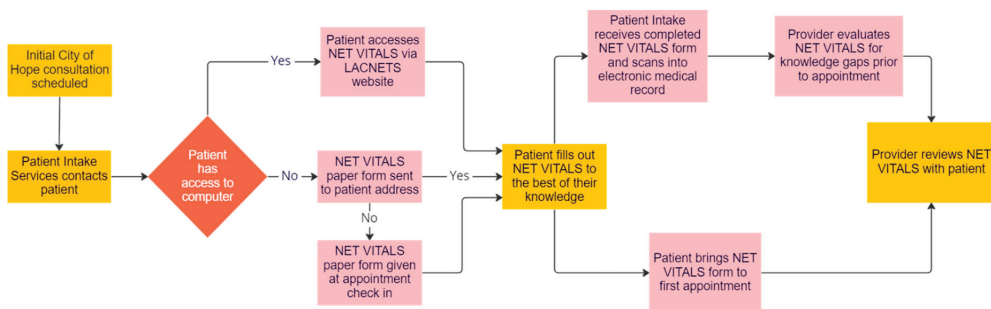 Initial City of
Hope consultation
scheduled
Patient Intake
Services contacts
patient
Patient
has
access to
computer
Yes
Patient accesses
NET VITALS via
LACNETS
website
No
NET VITALS
paper form sent
to patient address
Yes
No
NET VITALS
paper form given
at appointment
check in
Patient fills out
NET VITALS to
the best of their
knowledge
Patient Intake
receives completed
NET VITALS form
and scans into
electronic medical
record
Provider evaluates
NET VITALS for
knowledge gaps prior
to appointment
Patient brings NET
VITALS form to
first appointment
Provider reviews NET
VITALS with patient